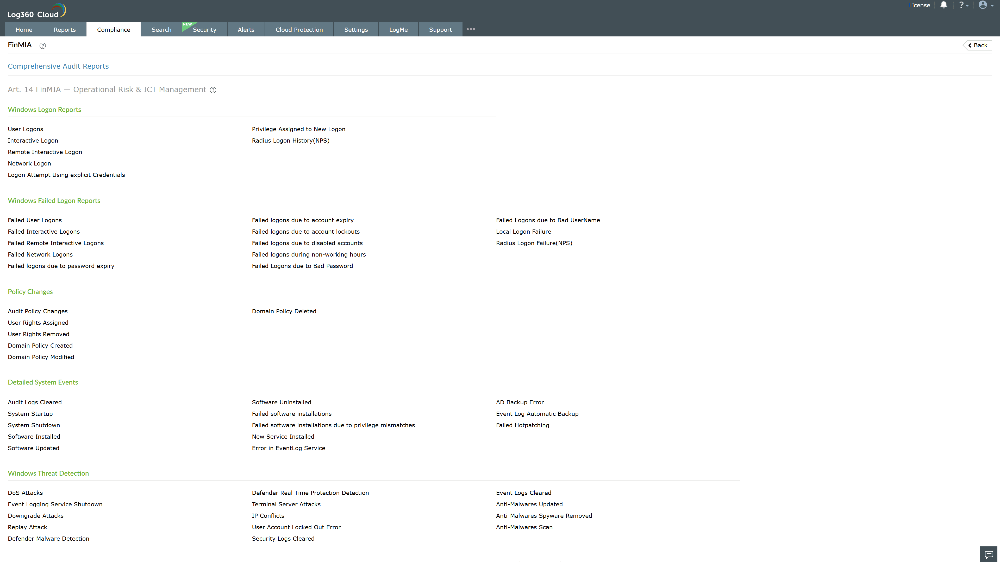 Log360 Cloud
License
?
Home
Reports
Compliance
Search
NEW
Security
Alerts
Cloud Protection
Settings
LogMe
Support
FinMIA ?
Back
Comprehensive Audit Reports
Art. 14 FinMIA — Operational Risk & ICT Management ?
Windows Logon Reports
User Logons
Interactive Logon
Remote Interactive Logon
Network Logon
Logon Attempt Using explicit Credentials
Privilege Assigned to New Logon
Radius Logon History(NPS)
Windows Failed Logon Reports
Failed User Logons
Failed Interactive Logons
Failed Remote Interactive Logons
Failed Network Logons
Failed logons due to password expiry
Failed logons due to account expiry
Failed logons due to account lockouts
Failed logons due to disabled accounts
Failed logons during non-working hours
Failed Logons due to Bad Password
Failed Logons due to Bad UserName
Local Logon Failure
Radius Logon Failure(NPS)
Policy Changes
Audit Policy Changes
User Rights Assigned
User Rights Removed
Domain Policy Created
Domain Policy Modified
Domain Policy Deleted
Detailed System Events
Audit Logs Cleared
System Startup
System Shutdown
Software Installed
Software Updated
Software Uninstalled
Failed software installations
Failed software installations due to privilege mismatches
New Service Installed
Error in EventLog Service
AD Backup Error
Event Log Automatic Backup
Failed Hotpatching
Windows Threat Detection
DoS Attacks
Event Logging Service Shutdown
Downgrade Attacks
Replay Attack
Defender Malware Detection
Defender Real Time Protection Detection
Terminal Server Attacks
IP Conflicts
User Account Locked Out Error
Security Logs Cleared
Event Logs Cleared
Anti-Malwares Updated
Anti-Malwares Spyware Removed
Anti-Malwares Scan